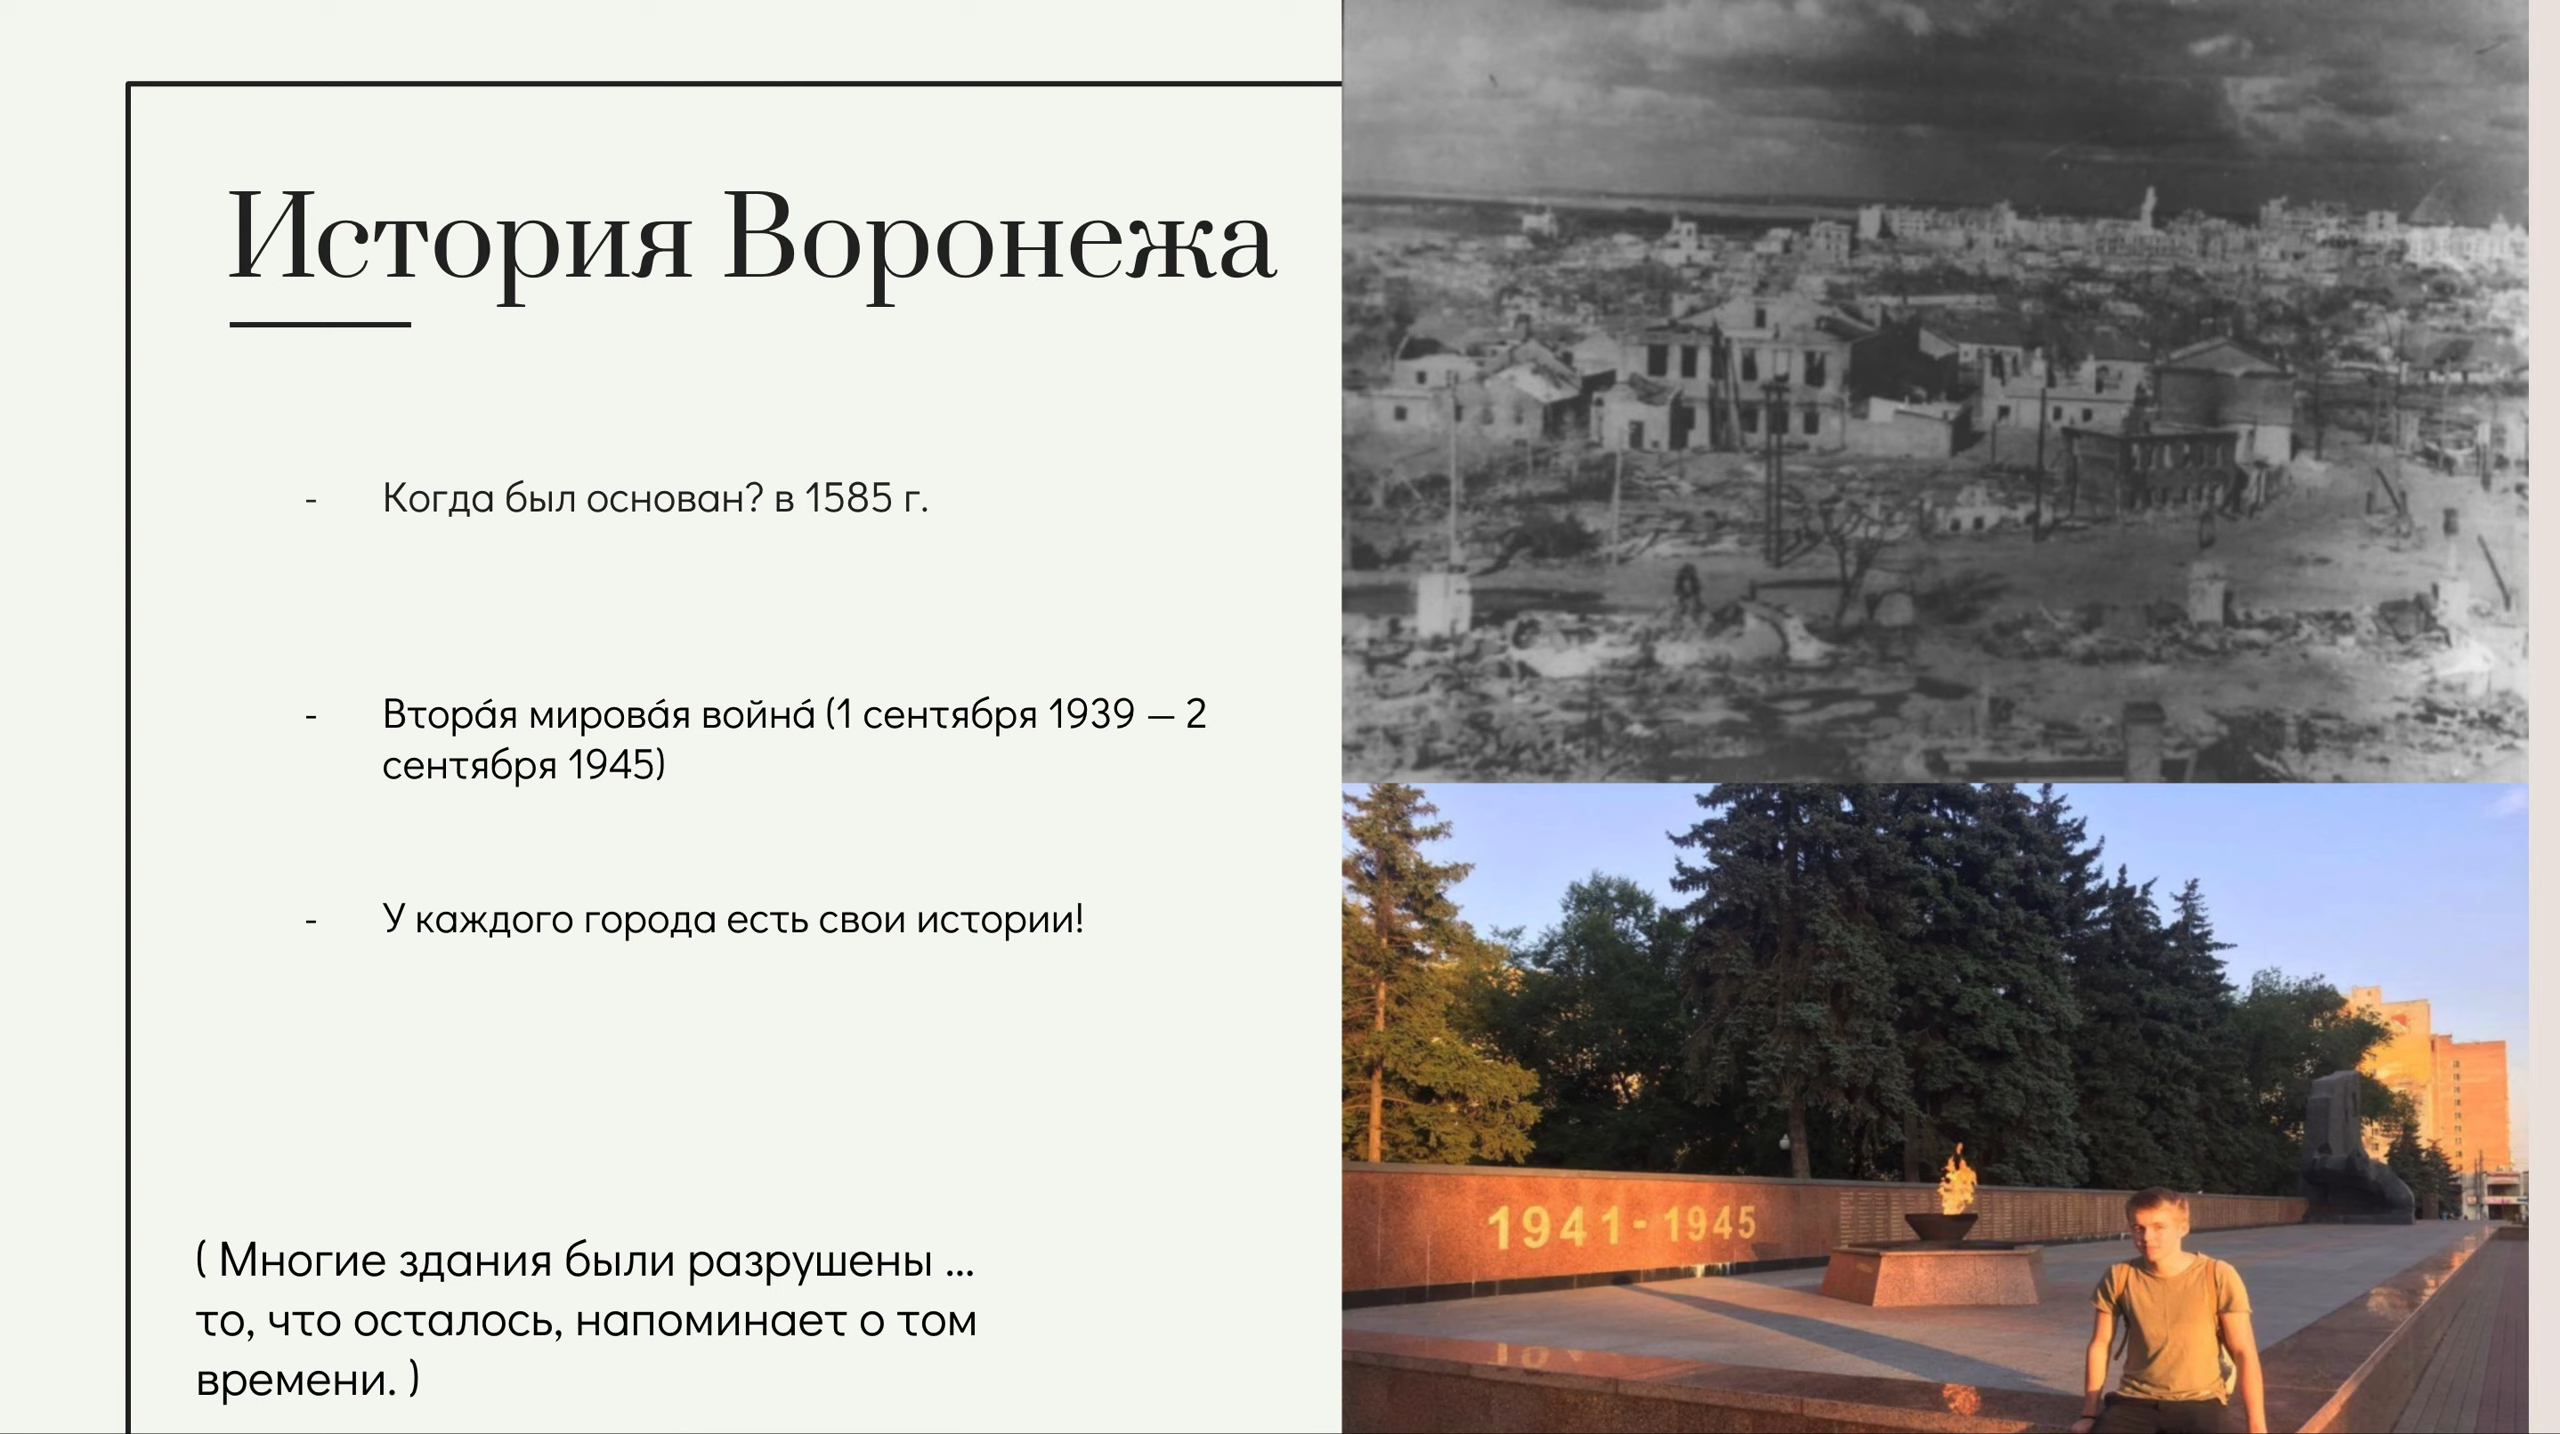 История Воронежа
- Когда был основан? в 1585 г.
- Втора́я мирова́я война́ (1 сентября 1939 — 2
сентября 1945)
- У каждого города есть свои истории!
( Многие здания были разрушены ...
то, что осталось, напоминает о том
времени. )
1941-1945